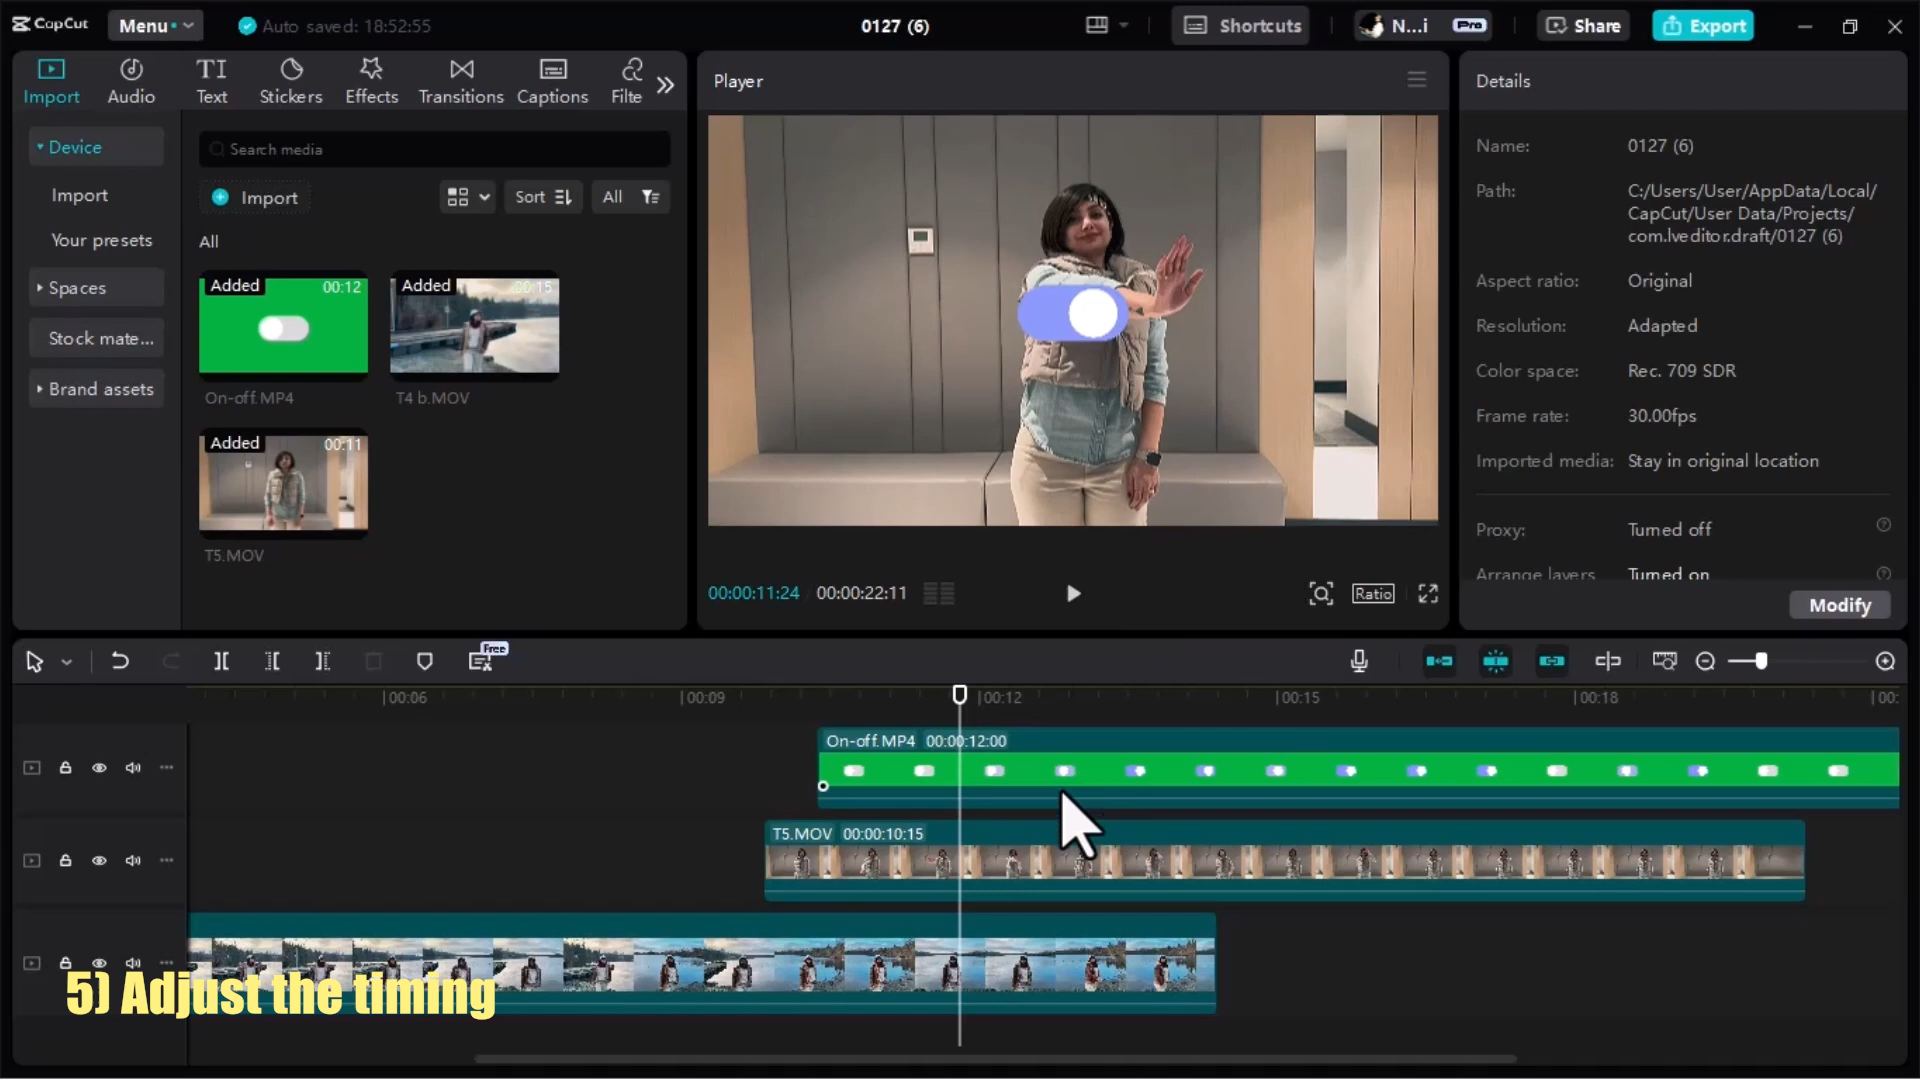 CapCut
Menu
Auto saved: 18:52:55
0127 (6)
Shortcuts
N...i
Pro
Share
Export
Import
Audio
TI
Text
Stickers
Effects
Transitions
Captions
Filte
Player
Details
Device
Import
Your presets
Spaces
Stock mate...
Brand assets
Search media
Import
Sort
All
All
Added
00:12
On-off.MP4
Added
00:15
T4 b.MOV
Added
00:11
T5.MOV
00:00:11:24
00:00:22:11
Ratio
Name: 0127 (6)
Path: C:/Users/User/AppData/Local/
CapCut/User Data/Projects/
com.lveditor.draft/0127 (6)
Aspect ratio: Original
Resolution: Adapted
Color space: Rec. 709 SDR
Frame rate: 30.00fps
Imported media: Stay in original location
Proxy: Turned off
Arrange layers Turned on
Modify
Free
00:06
00:09
00:12
00:15
00:18
00:
On-off.MP4 00:00:12:00
T5.MOV 00:00:10:15
5) Adjust the timing